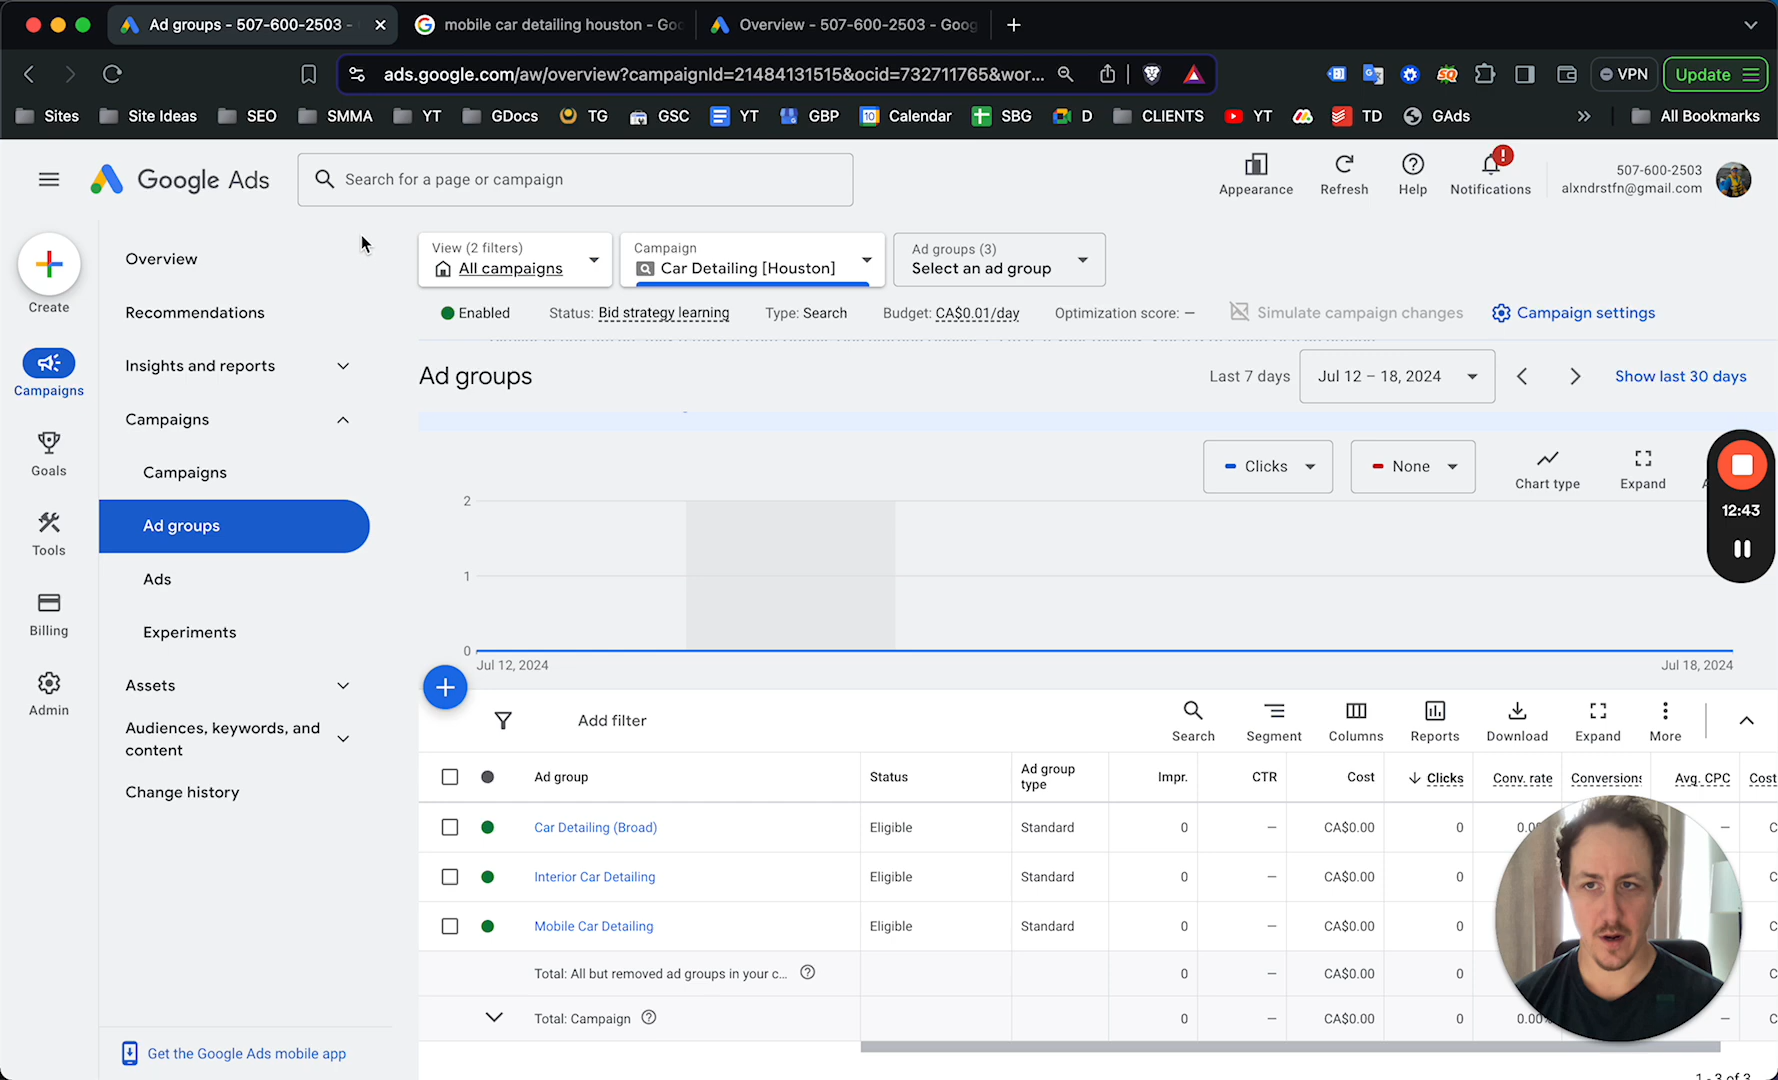 Ad groups - 507-600-2503 -
mobile car detailing houston - Goo
Overview - 507-600-2503 - Goog
ads.google.com/aw/overview?campaignId=21484131515&ocid=732711765&wor...
VPN
Update
Sites
Site Ideas
SEO
SMMA
YT
GDocs
TG
GSC
YT
GBP
Calendar
SBG
D
CLIENTS
YT
TD
GAds
All Bookmarks
Google Ads
Search for a page or campaign
Appearance
Refresh
Help
Notifications
507-600-2503
alxndrstfn@gmail.com
Create
Campaigns
Goals
Tools
Billing
Admin
Overview
Recommendations
Insights and reports
Campaigns
Campaigns
Ad groups
Ads
Experiments
Assets
Audiences, keywords, and
content
Change history
Get the Google Ads mobile app
View (2 filters)
All campaigns
Campaign
Car Detailing [Houston]
Ad groups (3)
Select an ad group
Enabled
Status: Bid strategy learning
Type: Search
Budget: CA$0.01/day
Optimization score: —
Simulate campaign changes
Campaign settings
Ad groups
Last 7 days
Jul 12 – 18, 2024
Show last 30 days
Clicks
None
Chart type
Expand
12:43
2
1
0
Jul 12, 2024
Jul 18, 2024
Add filter
Search
Segment
Columns
Reports
Download
Expand
More
Ad group Status Ad group type Impr. CTR Cost Clicks Conv. rate Conversions Avg. CPC Cost
Car Detailing (Broad) Eligible Standard 0 — CA$0.00 0 0.0 — C
Interior Car Detailing Eligible Standard 0 — CA$0.00 0 C
Mobile Car Detailing Eligible Standard 0 — CA$0.00 0 C
Total: All but removed ad groups in your c... 0 — CA$0.00 0 C
Total: Campaign 0 — CA$0.00 0 0.00 — C
1 - 3 of 3